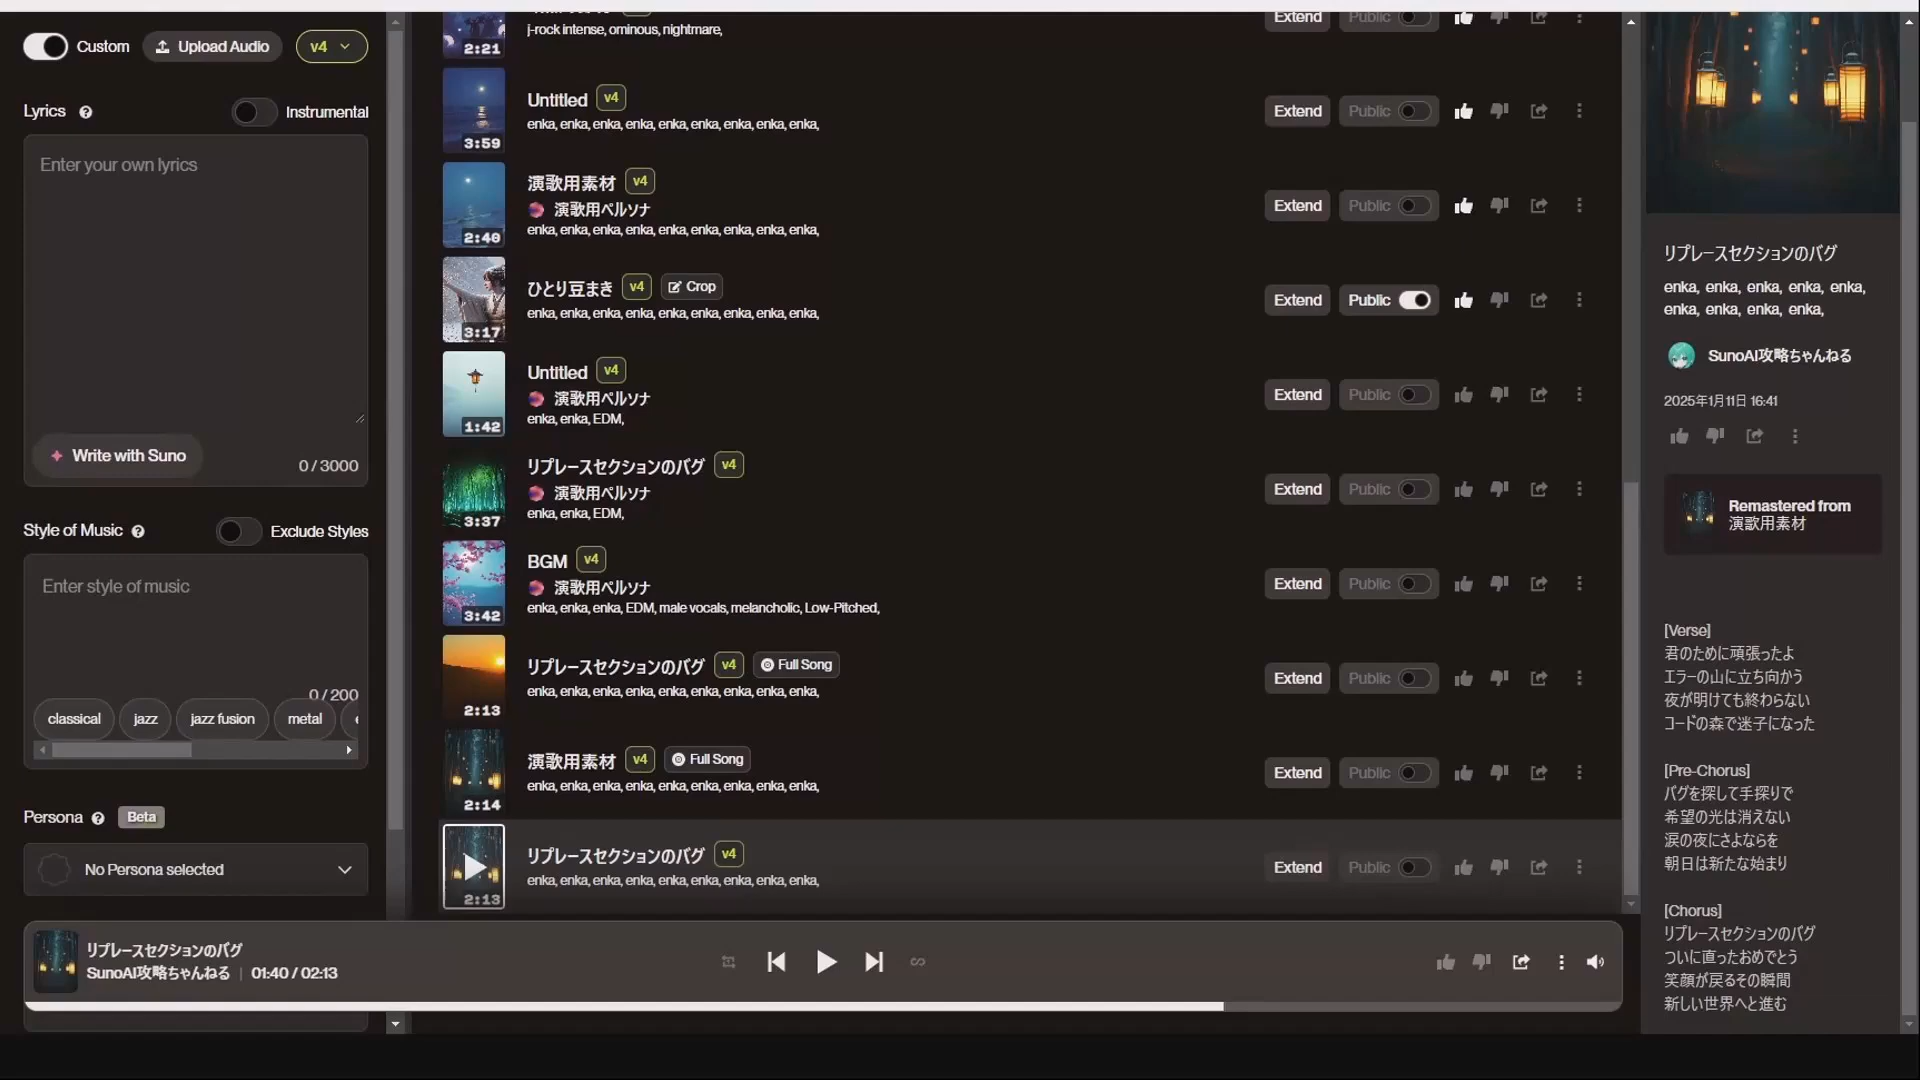 Custom
Upload Audio
v4
Lyrics
Instrumental
Enter your own lyrics
Write with Suno
0 / 3000
Style of Music
Exclude Styles
Enter style of music
0 / 200
classical
jazz
jazz fusion
metal
Persona
Beta
No Persona selected
2:21
j-rock intense, ominous, nightmare,
Extend
Public
3:59
Untitled v4
enka, enka, enka, enka, enka, enka, enka, enka, enka,
Extend
Public
2:40
演歌用素材 v4
演歌用ペルソナ
enka, enka, enka, enka, enka, enka, enka, enka, enka,
Extend
Public
3:17
ひとり豆まき v4 Crop
enka, enka, enka, enka, enka, enka, enka, enka, enka,
Extend
Public
1:42
Untitled v4
演歌用ペルソナ
enka, enka, EDM,
Extend
Public
3:37
リプレースセクションのバグ v4
演歌用ペルソナ
enka, enka, EDM,
Extend
Public
3:42
BGM v4
演歌用ペルソナ
enka, enka, enka, EDM, male vocals, melancholic, Low-Pitched,
Extend
Public
2:13
リプレースセクションのバグ v4 Full Song
enka, enka, enka, enka, enka, enka, enka, enka, enka,
Extend
Public
2:14
演歌用素材 v4 Full Song
enka, enka, enka, enka, enka, enka, enka, enka, enka,
Extend
Public
2:13
リプレースセクションのバグ v4
enka, enka, enka, enka, enka, enka, enka, enka, enka,
Extend
Public
リプレースセクションのバグ
enka, enka, enka, enka, enka,
enka, enka, enka, enka,
SunoAI攻略ちゃんねる
2025年1月11日 16:41
Remastered from
演歌用素材
[Verse]
君のために頑張ったよ
エラーの山に立ち向かう
夜が明けても終わらない
コードの森で迷子になった
[Pre-Chorus]
バグを探して手探りで
希望の光は消えない
涙の夜にさよならを
朝日は新たな始まり
[Chorus]
リプレースセクションのバグ
ついに直ったおめでとう
笑顔が戻るその瞬間
新しい世界へと進む
リプレースセクションのバグ
SunoAI攻略ちゃんねる | 01:40 / 02:13